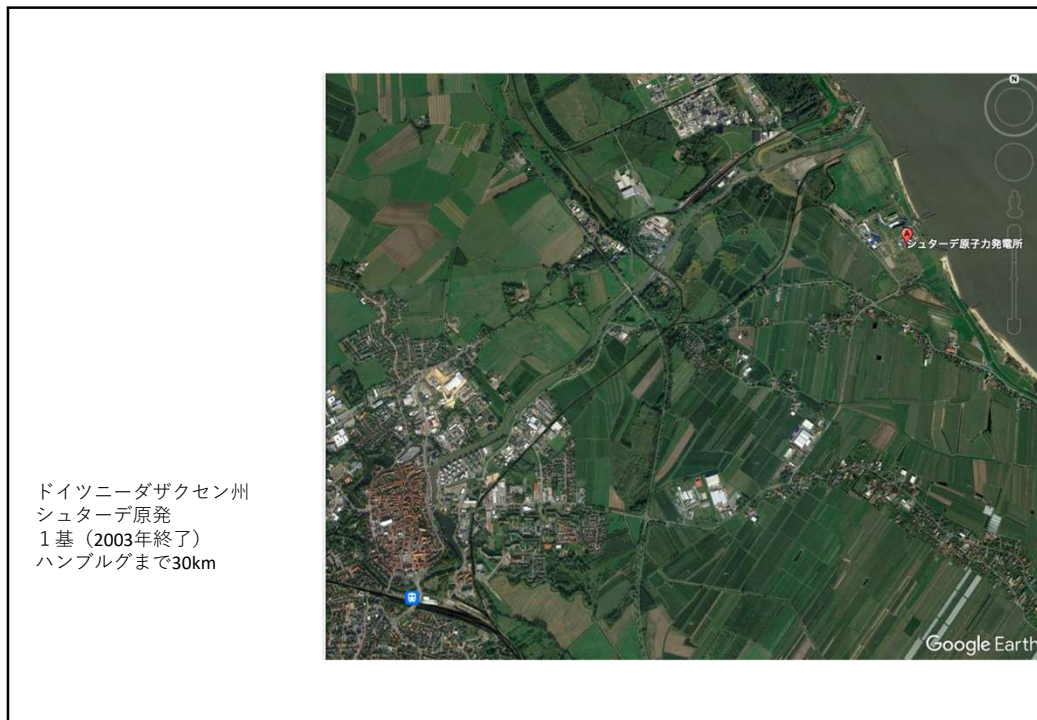 N
A
シュターデ原子力発電所
ドイツニーダザクセン州
シュターデ原発
１基（2003年終了）
ハンブルグまで30km
Google Earth